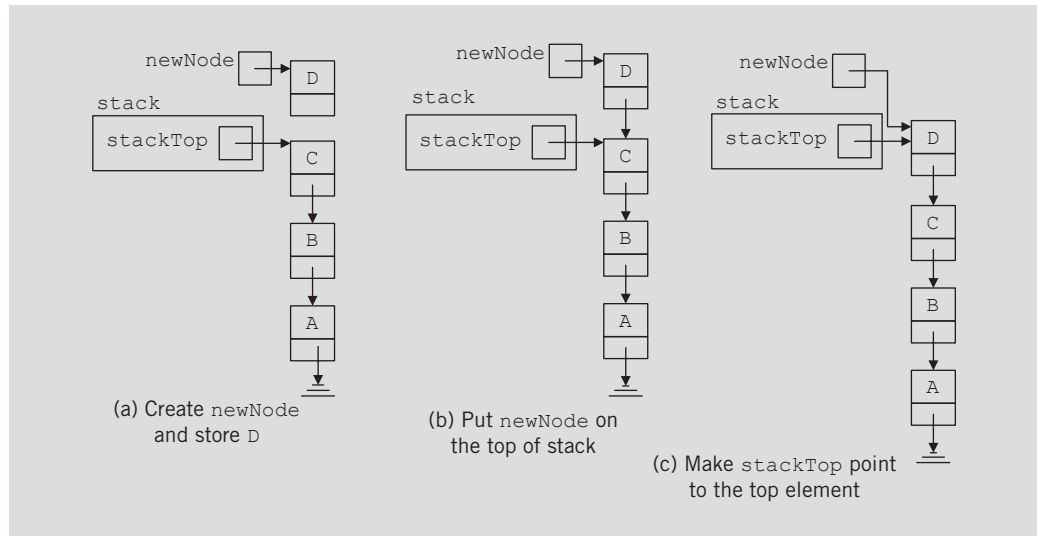 newNode
D
stack
stackTop
C
B
A
(a) Create newNode
and store D
newNode
D
stack
stackTop
C
B
A
(b) Put newNode on
the top of stack
newNode
stack
stackTop
D
C
B
A
(c) Make stackTop point
to the top element